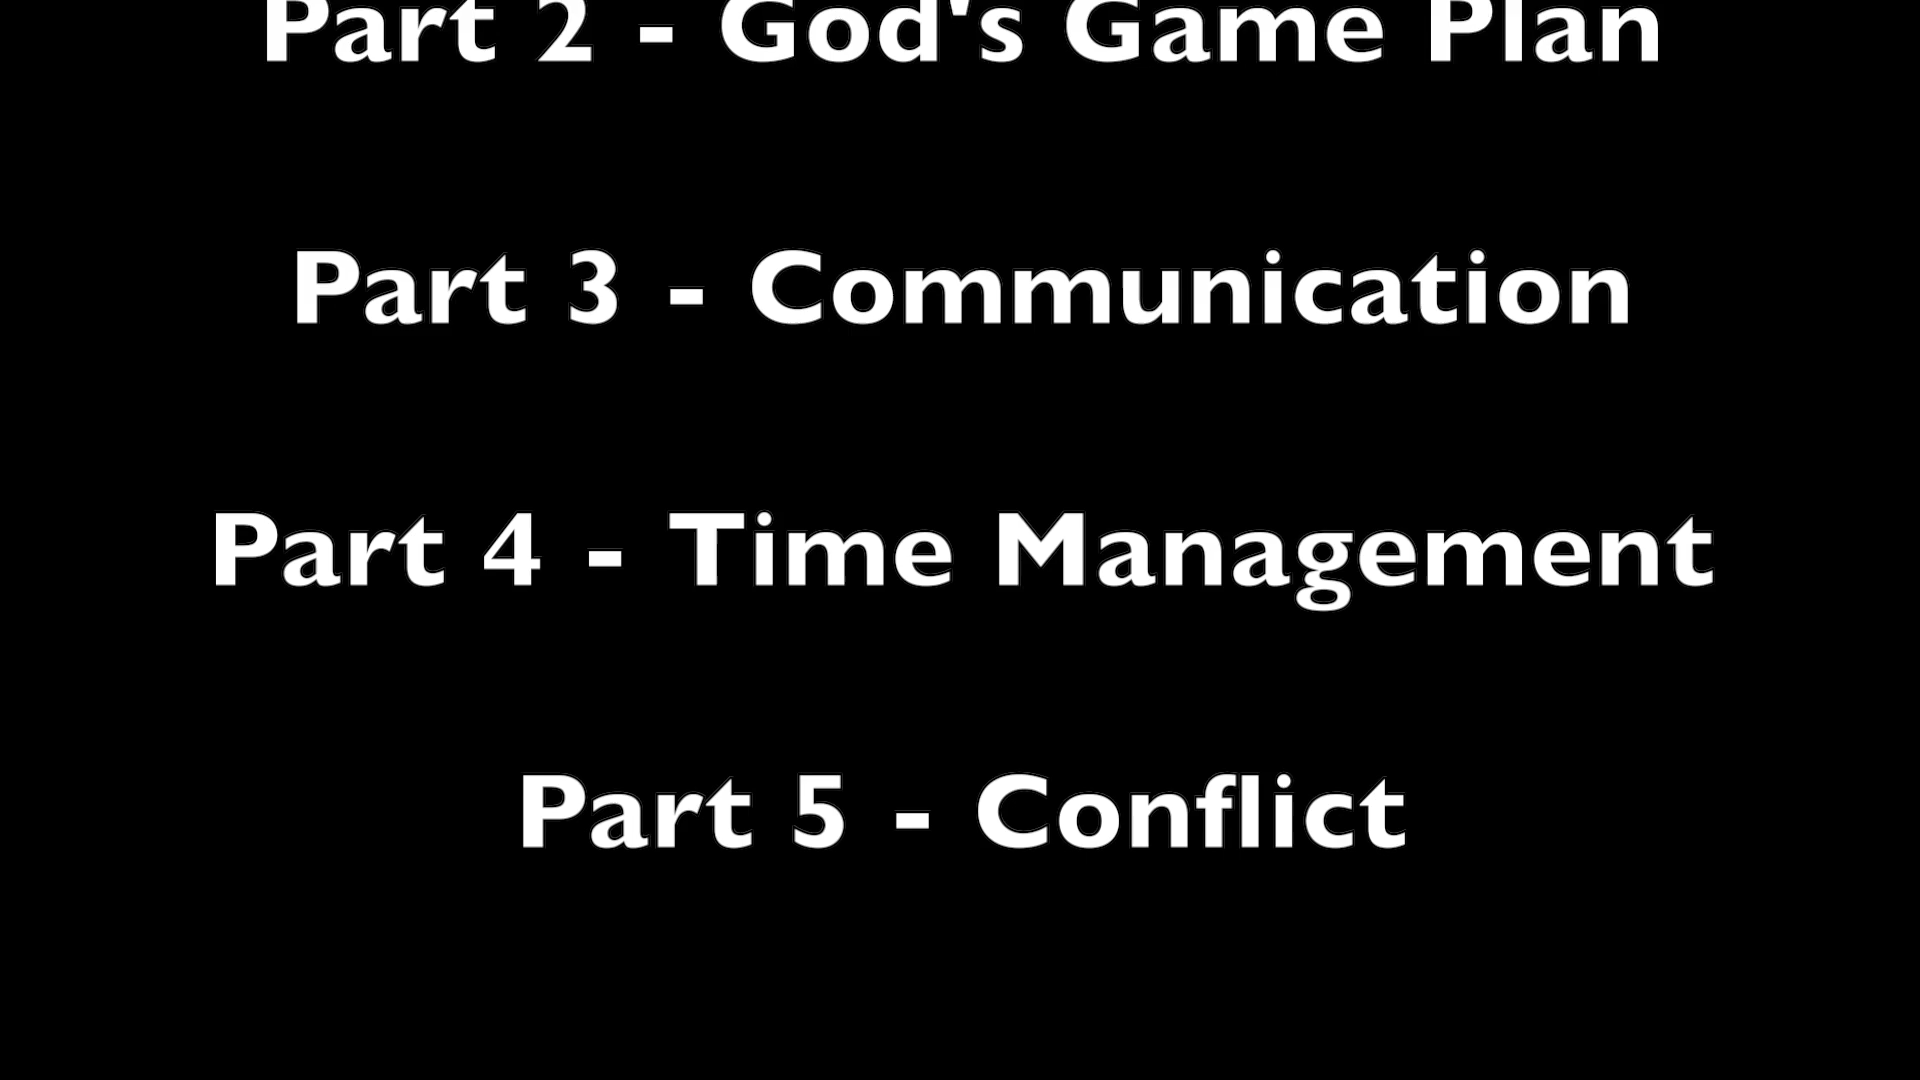 Part 2 - God's Game Plan
Part 3 - Communication
Part 4 - Time Management
Part 5 - Conflict